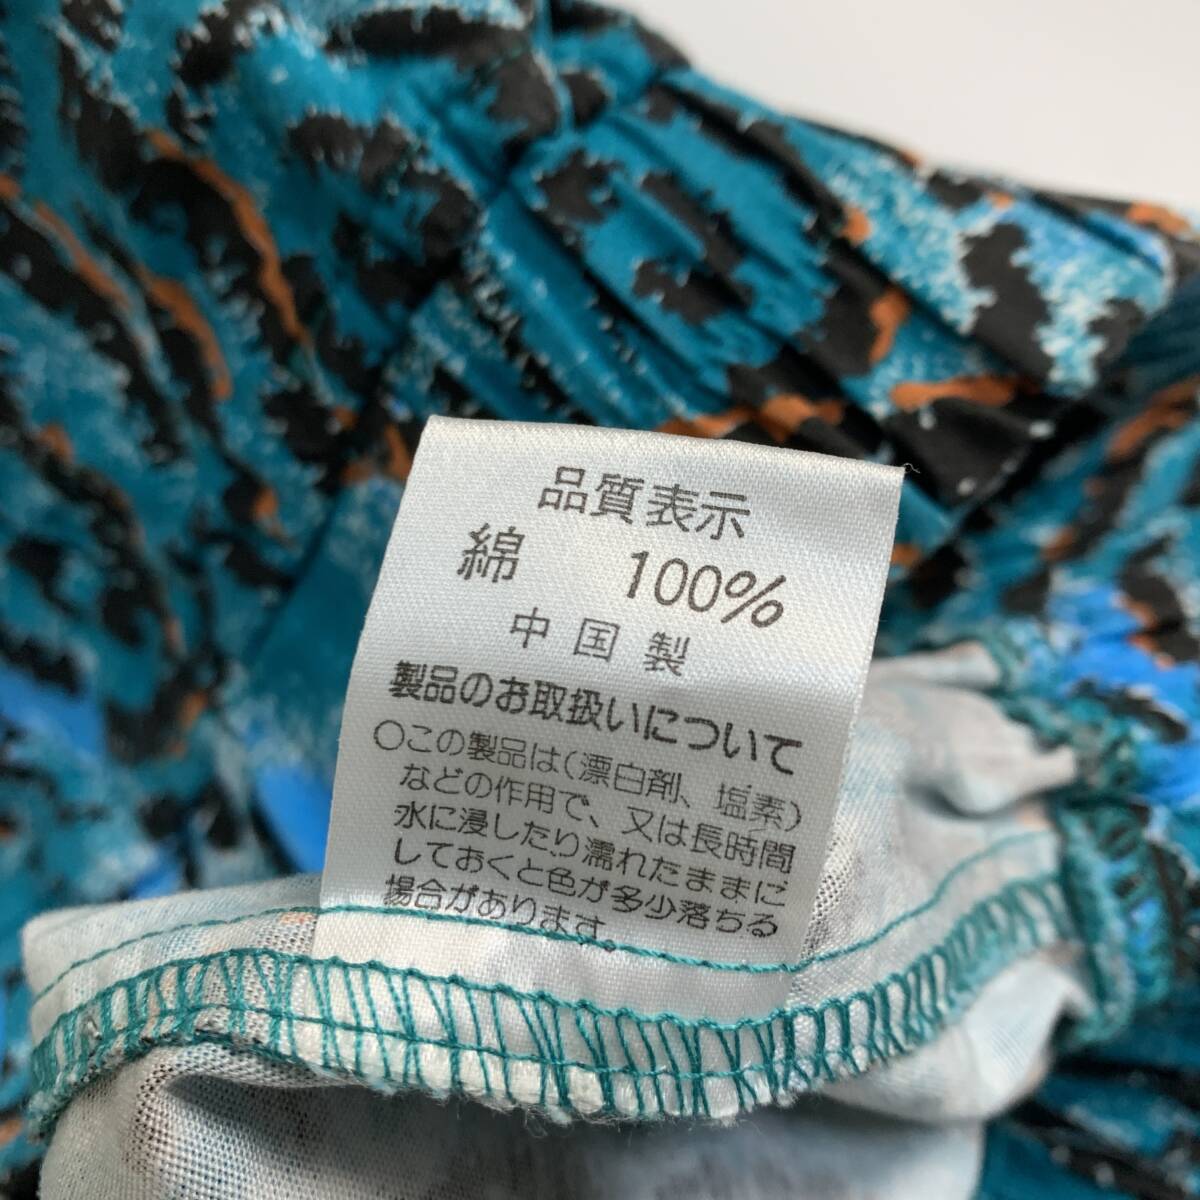 品質表示
綿 100%
中国製
製品のお取扱いについて
○この製品は(漂白剤、塩素)
などの作用で、又は長時間
水に浸したり濡れたままに
しておくと色が多少落ちる
場合があります。